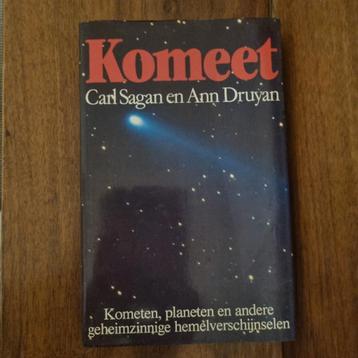 Komeet
Carl Sagan en Ann Druyan
Kometen, planeten en andere
geheimzinnige hemelverschijnselen